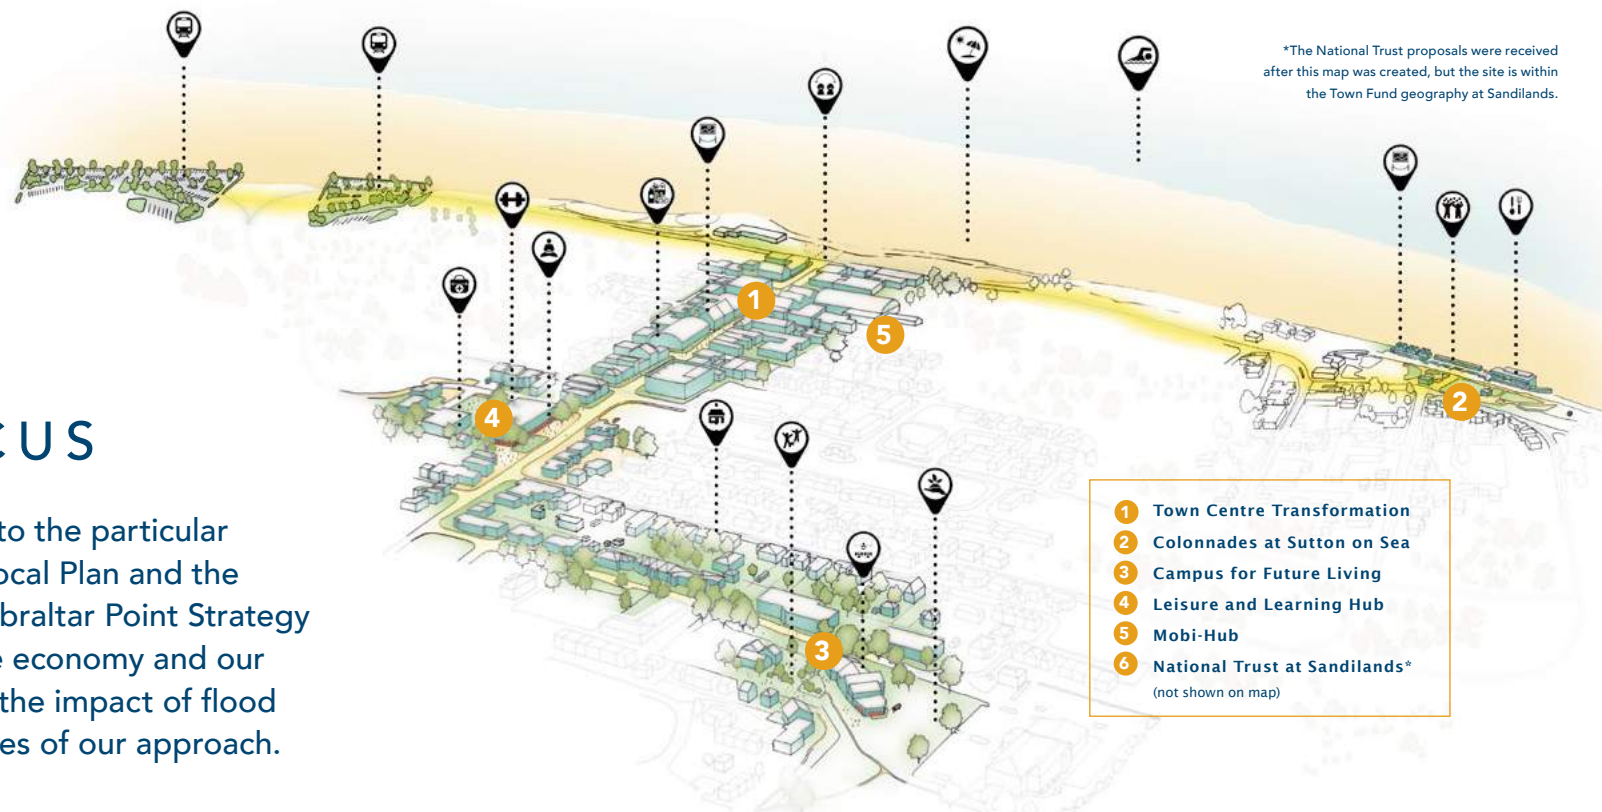 *The National Trust proposals were received
after this map was created, but the site is within
the Town Fund geography at Sandilands.
1
5
4
2
3
CUS
to the particular
ocal Plan and the
braltar Point Strategy
e economy and our
the impact of flood
es of our approach.
1 Town Centre Transformation
2 Colonnades at Sutton on Sea
3 Campus for Future Living
4 Leisure and Learning Hub
5 Mobi-Hub
6 National Trust at Sandilands*
(not shown on map)